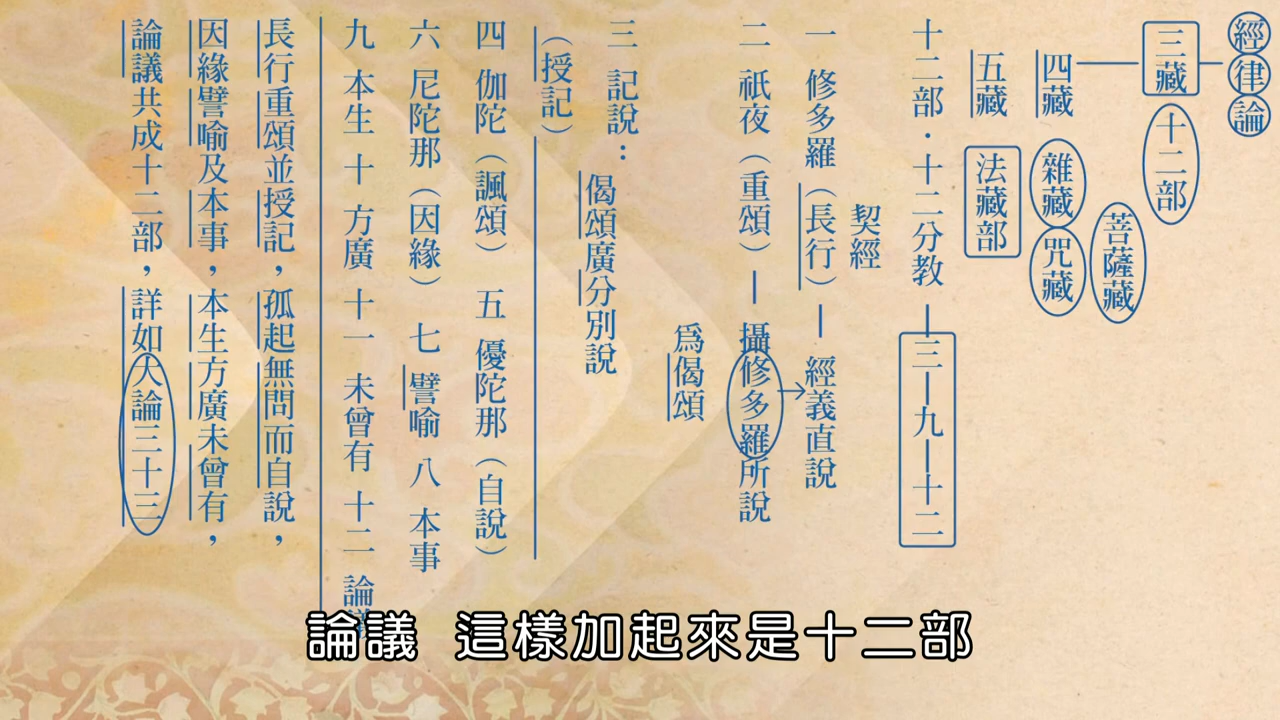 經律論
三藏 十二部
菩薩藏
四藏 雜藏 咒藏
五藏 法藏部
十二部・十二分教 — 三—九—十二
契經
一 修多羅（長行）— 經義直說
二 祇夜（重頌）— 攝修多羅所說
為偈頌
三 記說：
偈頌廣分別說
（授記）
四 伽陀（諷頌） 五 優陀那（自說）
六 尼陀那（因緣） 七 譬喻 八 本事
九 本生 十 方廣 十一 未曾有 十二 論議
長行重頌並授記，孤起無問而自說，
因緣譬喻及本事，本生方廣未曾有，
論議共成十二部，詳如大論三十三
論議 這樣加起來是十二部